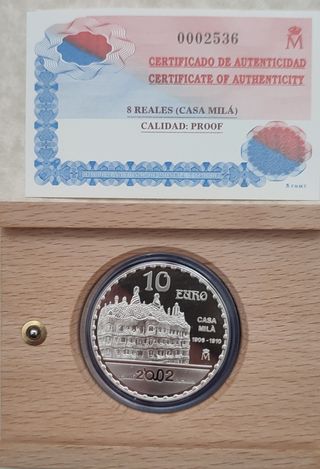 0002536
M
CERTIFICADO DE AUTENTICIDAD
CERTIFICATE OF AUTHENTICITY
8 REALES (CASA MILÁ)
CALIDAD: PROOF
10
EURO
CASA
MILÀ
1906 - 1910
M
2002